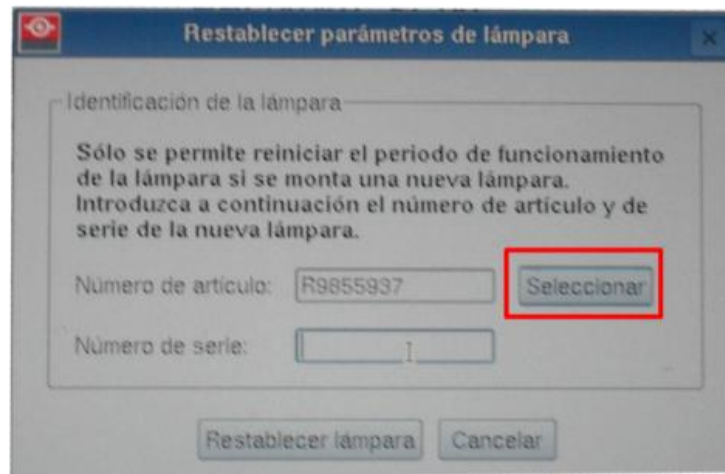 Restablecer parámetros de lámpara
Identificación de la lámpara
Sólo se permite reiniciar el periodo de funcionamiento
de la lámpara si se monta una nueva lámpara.
Introduzca a continuación el número de artículo y de
serie de la nueva lámpara.
Número de artículo: R9855937 Seleccionar
Número de serie:
Restablecer lámpara Cancelar